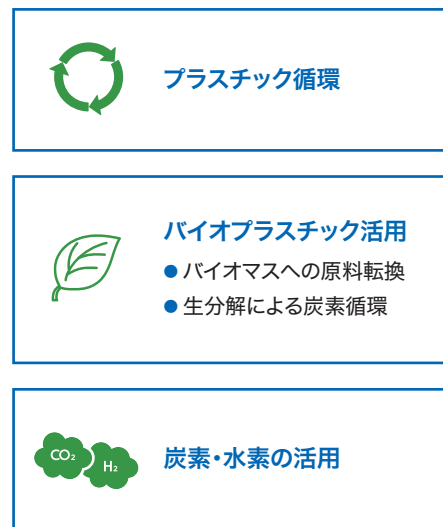 プラスチック循環
バイオプラスチック活用
● バイオマスへの原料転換
● 生分解による炭素循環
CO₂
H₂
炭素・水素の活用